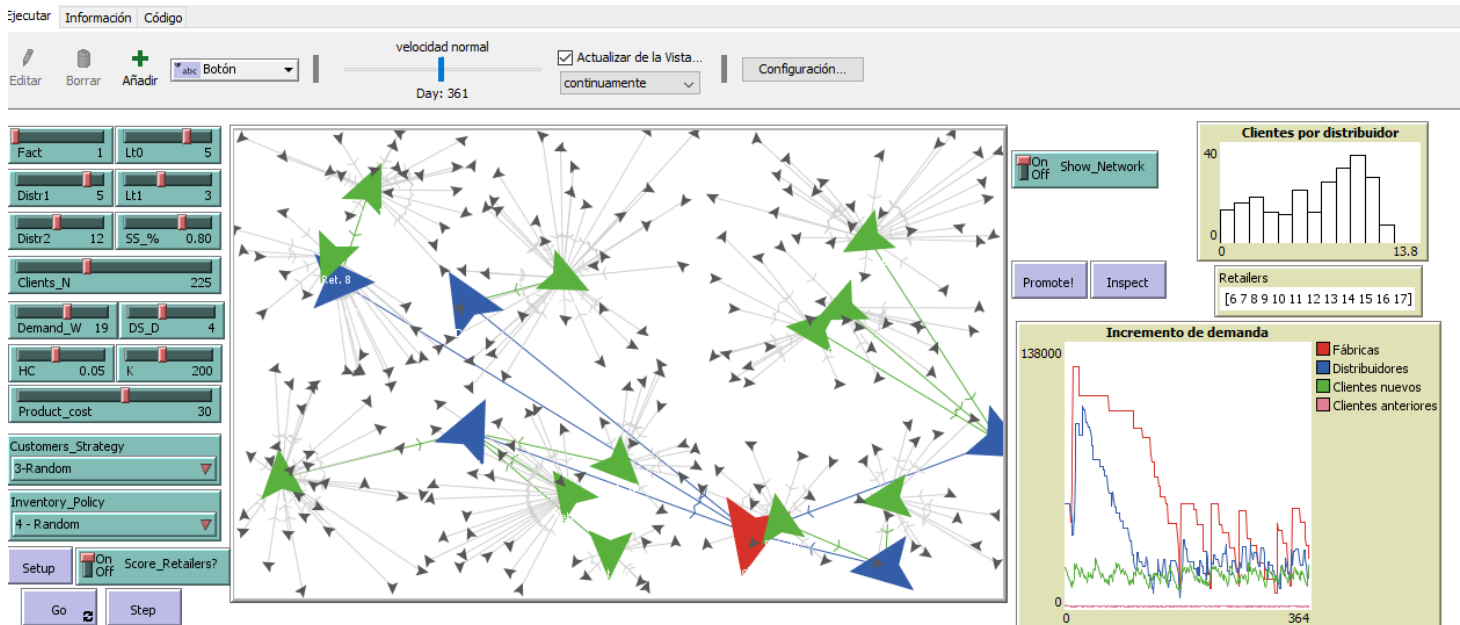 Ejecutar Información Código
Editar Borrar Añadir
abc Botón
velocidad normal
Day: 361
Actualizar de la Vista...
continuamente
Configuración...
Fact 1
Lt0 5
Distr1 5
Lt1 3
Distr2 12
SS_% 0.80
Clients_N 225
Demand_W 19
DS_D 4
HC 0.05
K 200
Product_cost 30
Customers_Strategy
3-Random
Inventory_Policy
4 - Random
Setup
On
Off
Score_Retailers?
Go
Step
Ret. 8
On
Off
Show_Network
Promote!
Inspect
Clientes por distribuidor
40
0
0 13.8
Retailers
[6 7 8 9 10 11 12 13 14 15 16 17]
Incremento de demanda
138000
0
0 364
Fábricas
Distribuidores
Clientes nuevos
Clientes anteriores